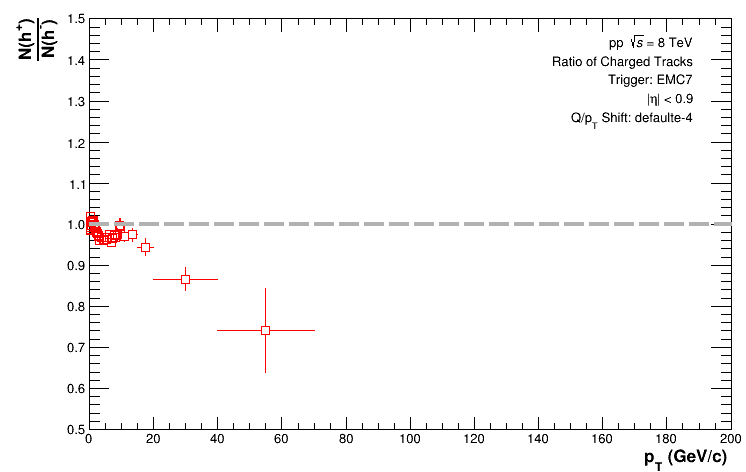 N(h⁺)
N(h⁻)
1.5
1.4
1.3
1.2
1.1
1.0
0.9
0.8
0.7
0.6
0.5
pp √s = 8 TeV
Ratio of Charged Tracks
Trigger: EMC7
|η| < 0.9
Q/p_T Shift: defaulte-4
0 20 40 60 80 100 120 140 160 180 200
p_T (GeV/c)